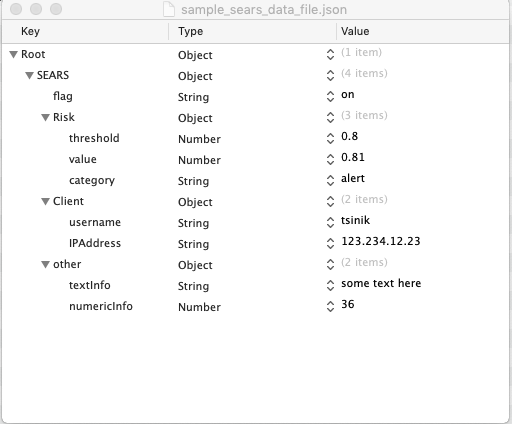 sample_sears_data_file.json
Key Type Value
Root Object (1 item)
SEARS Object (4 items)
flag String on
Risk Object (3 items)
threshold Number 0.8
value Number 0.81
category String alert
Client Object (2 items)
username String tsinik
IPAddress String 123.234.12.23
other Object (2 items)
textInfo String some text here
numericInfo Number 36